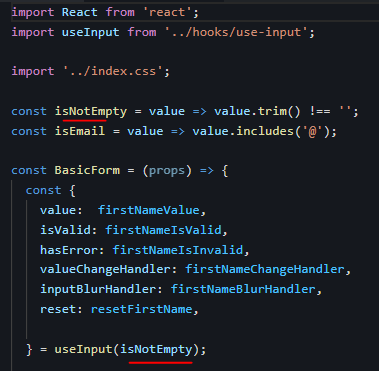 import React from 'react';
import useInput from '../hooks/use-input';
import '../index.css';
const isNotEmpty = value => value.trim() !== '';
const isEmail = value => value.includes('@');
const BasicForm = (props) => {
const {
value: firstNameValue,
isValid: firstNameIsValid,
hasError: firstNameIsInvalid,
valueChangeHandler: firstNameChangeHandler,
inputBlurHandler: firstNameBlurHandler,
reset: resetFirstName,
} = useInput(isNotEmpty);